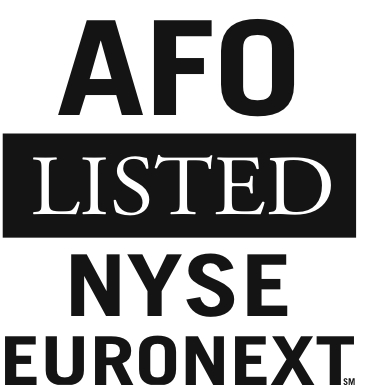 AFO
LISTED
NYSE
EURONEXT SM